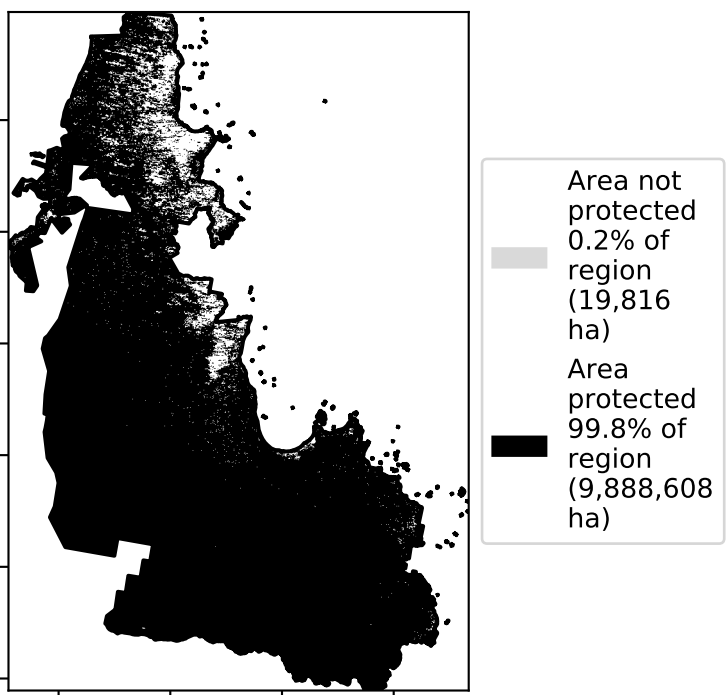 Area not
protected
0.2% of
region
(19,816
ha)
Area
protected
99.8% of
region
(9,888,608
ha)